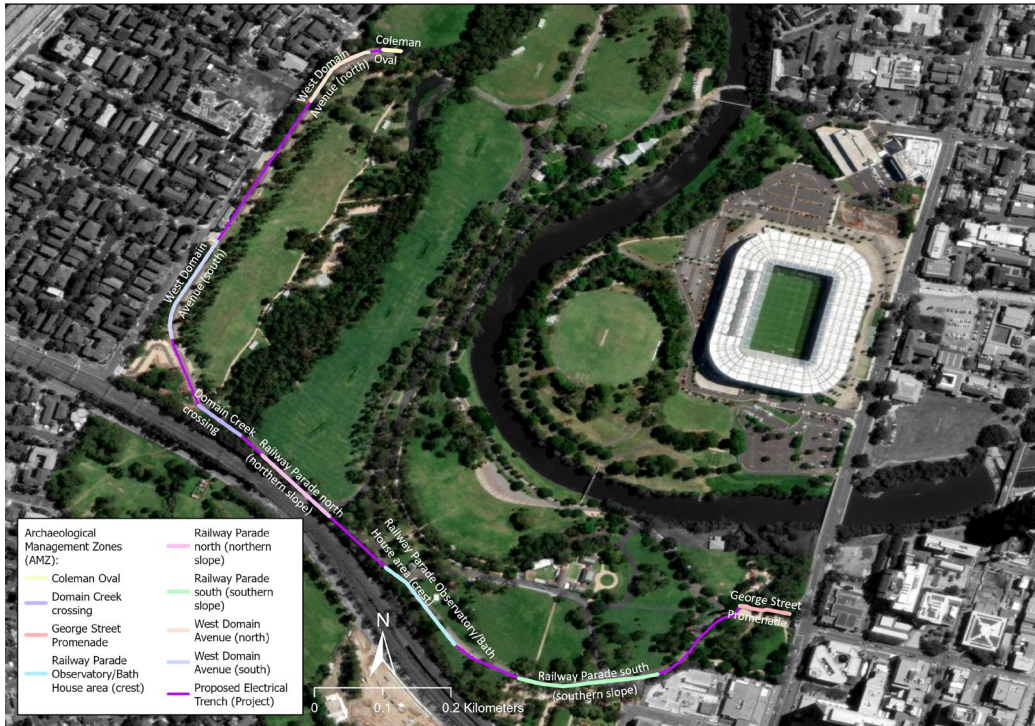 Coleman
Oval
West Domain
Avenue (north)
West Domain
Avenue (south)
Domain Creek
crossing
Railway Parade north
(northern slope)
Railway Parade Observatory/Bath
House area (crest)
George Street
Promenade
Railway Parade south
(southern slope)
Archaeological
Management Zones
(AMZ):
Coleman Oval
Domain Creek
crossing
George Street
Promenade
Railway Parade
Observatory/Bath
House area (crest)
Railway Parade
north (northern
slope)
Railway Parade
south (southern
slope)
West Domain
Avenue (north)
West Domain
Avenue (south)
Proposed Electrical
Trench (Project)
N
0 0.1 0.2 Kilometers